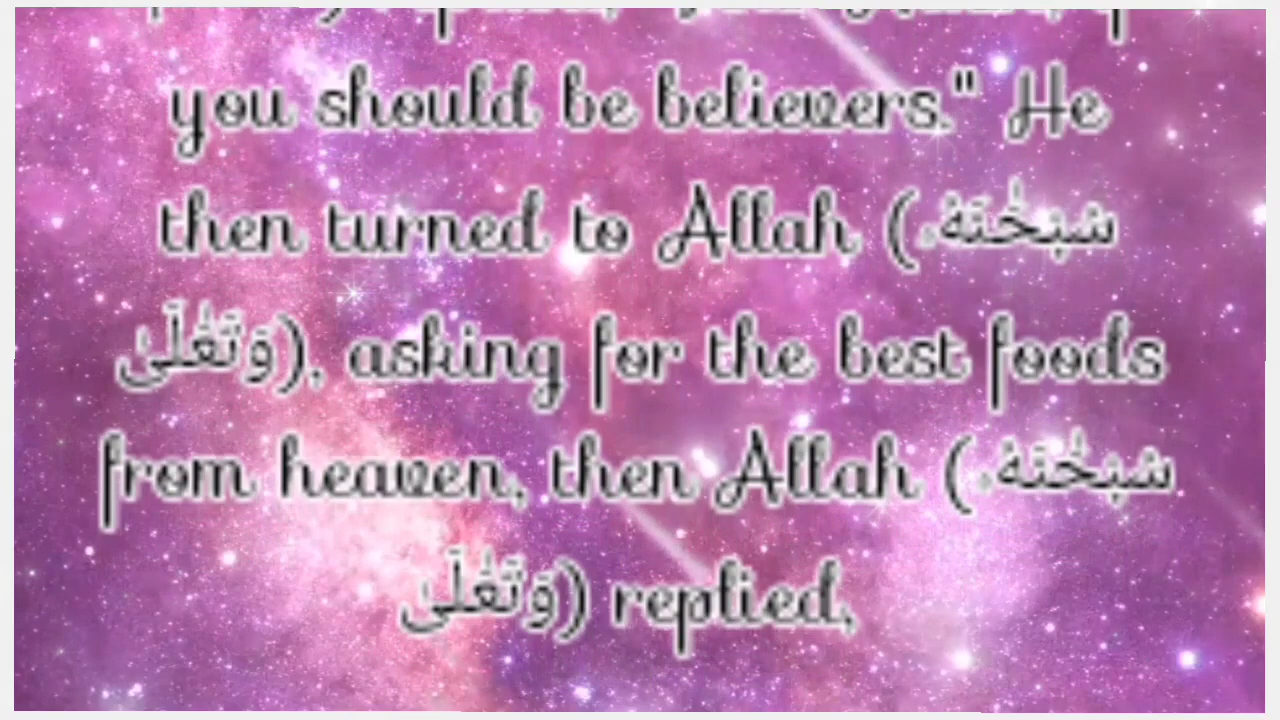 you should be believers." He
then turned to Allah (سُبْحٰنَهُۥ
وَتَعٰلَىٰ), asking for the best foods
from heaven, then Allah (سُبْحٰنَهُۥ
وَتَعٰلَىٰ) replied,